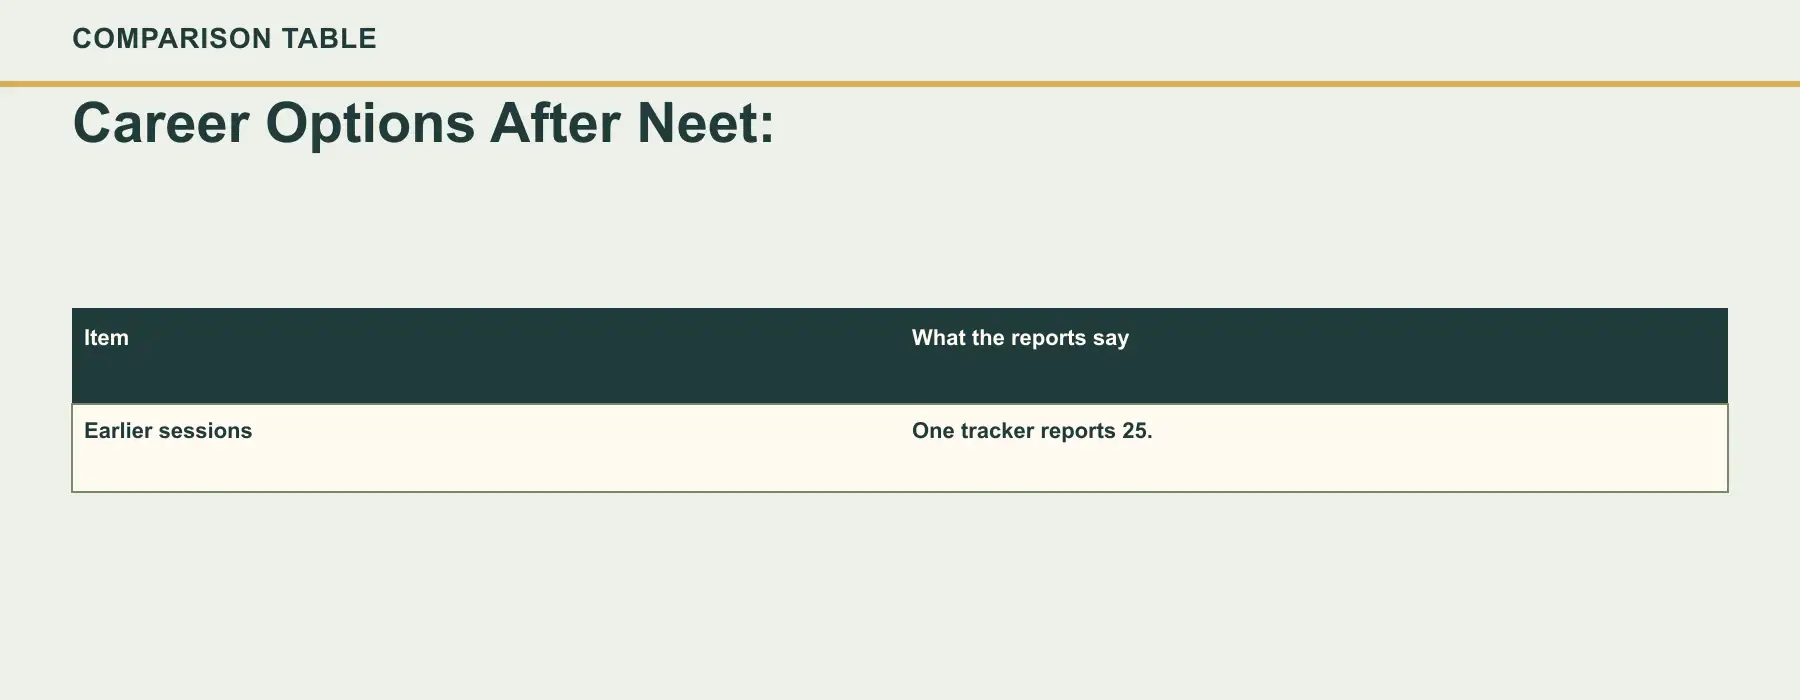 COMPARISON TABLE
Career Options After Neet:
Item What the reports say
Earlier sessions One tracker reports 25.